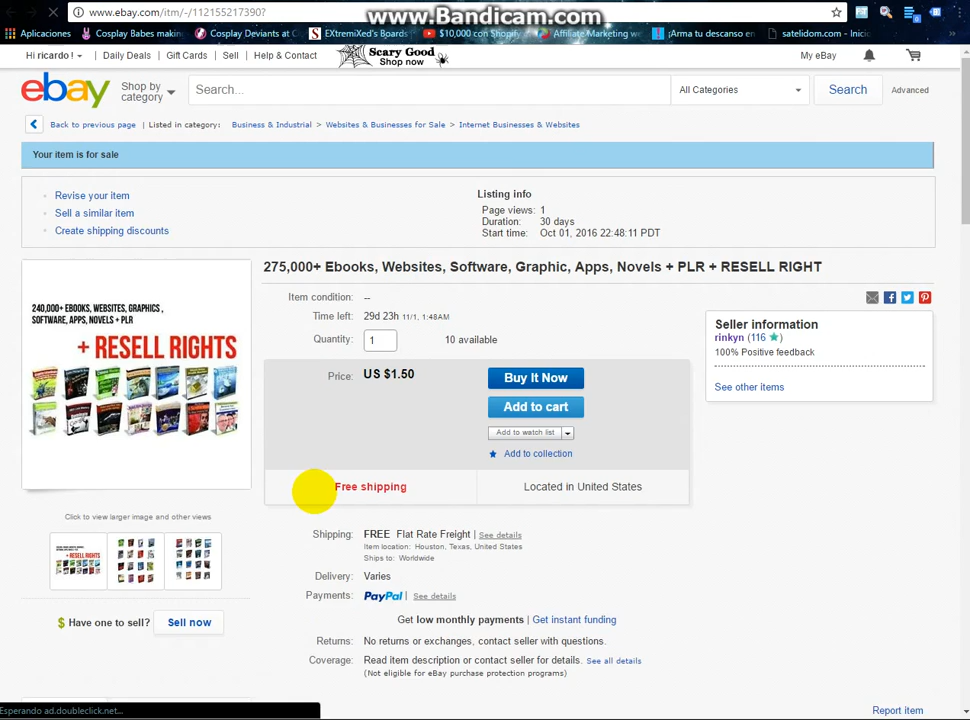 www.ebay.com/itm/-/1121552173​90?
www.Bandicam.com
Aplicaciones
Cosplay Babes making
Cosplay Deviants at Cro
EXtremiXed's Boards
$10,000 con Shopify
Affiliate Marketing w
¡Arma tu descanso en
satelidom.com - Inici
Hi ricardo !
Daily Deals
Gift Cards
Sell
Help & Contact
Scary Good
Shop now
My eBay
ebay
Shop by
category
Search...
All Categories
Search
Advanced
Back to previous page | Listed in category: Business & Industrial > Websites & Businesses for Sale > Internet Businesses & Websites
Your item is for sale
Revise your item
Sell a similar item
Create shipping discounts
Listing info
Page views: 1
Duration: 30 days
Start time: Oct 01, 2016 22:48:11 PDT
240,000+ EBOOKS, WEBSITES, GRAPHICS ,
SOFTWARE, APPS, NOVELS + PLR
+ RESELL RIGHTS
Click to view larger image and other views
$ Have one to sell? Sell now
275,000+ Ebooks, Websites, Software, Graphic, Apps, Novels + PLR + RESELL RIGHT
Item condition: --
Time left: 29d 23h 11/1, 1:48AM
Quantity: 1 10 available
Price: US $1.50
Buy It Now
Add to cart
Add to watch list
Add to collection
Free shipping
Located in United States
Shipping: FREE Flat Rate Freight | See details
Item location: Houston, Texas, United States
Ships to: Worldwide
Delivery: Varies
Payments: PayPal | See details
Get low monthly payments | Get instant funding
Returns: No returns or exchanges, contact seller with questions.
Coverage: Read item description or contact seller for details. See all details
(Not eligible for eBay purchase protection programs)
Seller information
rinkyn (116 )
100% Positive feedback
See other items
Esperando ad.doubleclick.net...
Report item